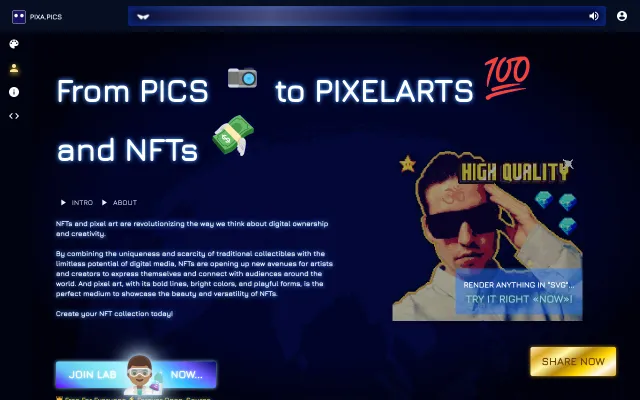 PIXA.PICS
From PICS to PIXELARTS
and NFTs
INTRO ABOUT
HIGH QUALITY
NFTs and pixel art are revolutionizing the way we think about digital ownership
and creativity.
By combining the uniqueness and scarcity of traditional collectibles with the
limitless potential of digital media, NFTs are opening up new avenues for artists
and creators to express themselves and connect with audiences around the
world. And pixel art, with its bold lines, bright colors, and playful forms, is the
perfect medium to showcase the beauty and versatility of NFTs.
Create your NFT collection today!
RENDER ANYTHING IN "SVG"...
TRY IT RIGHT «NOW»!
SHARE NOW
JOIN LAB NOW...